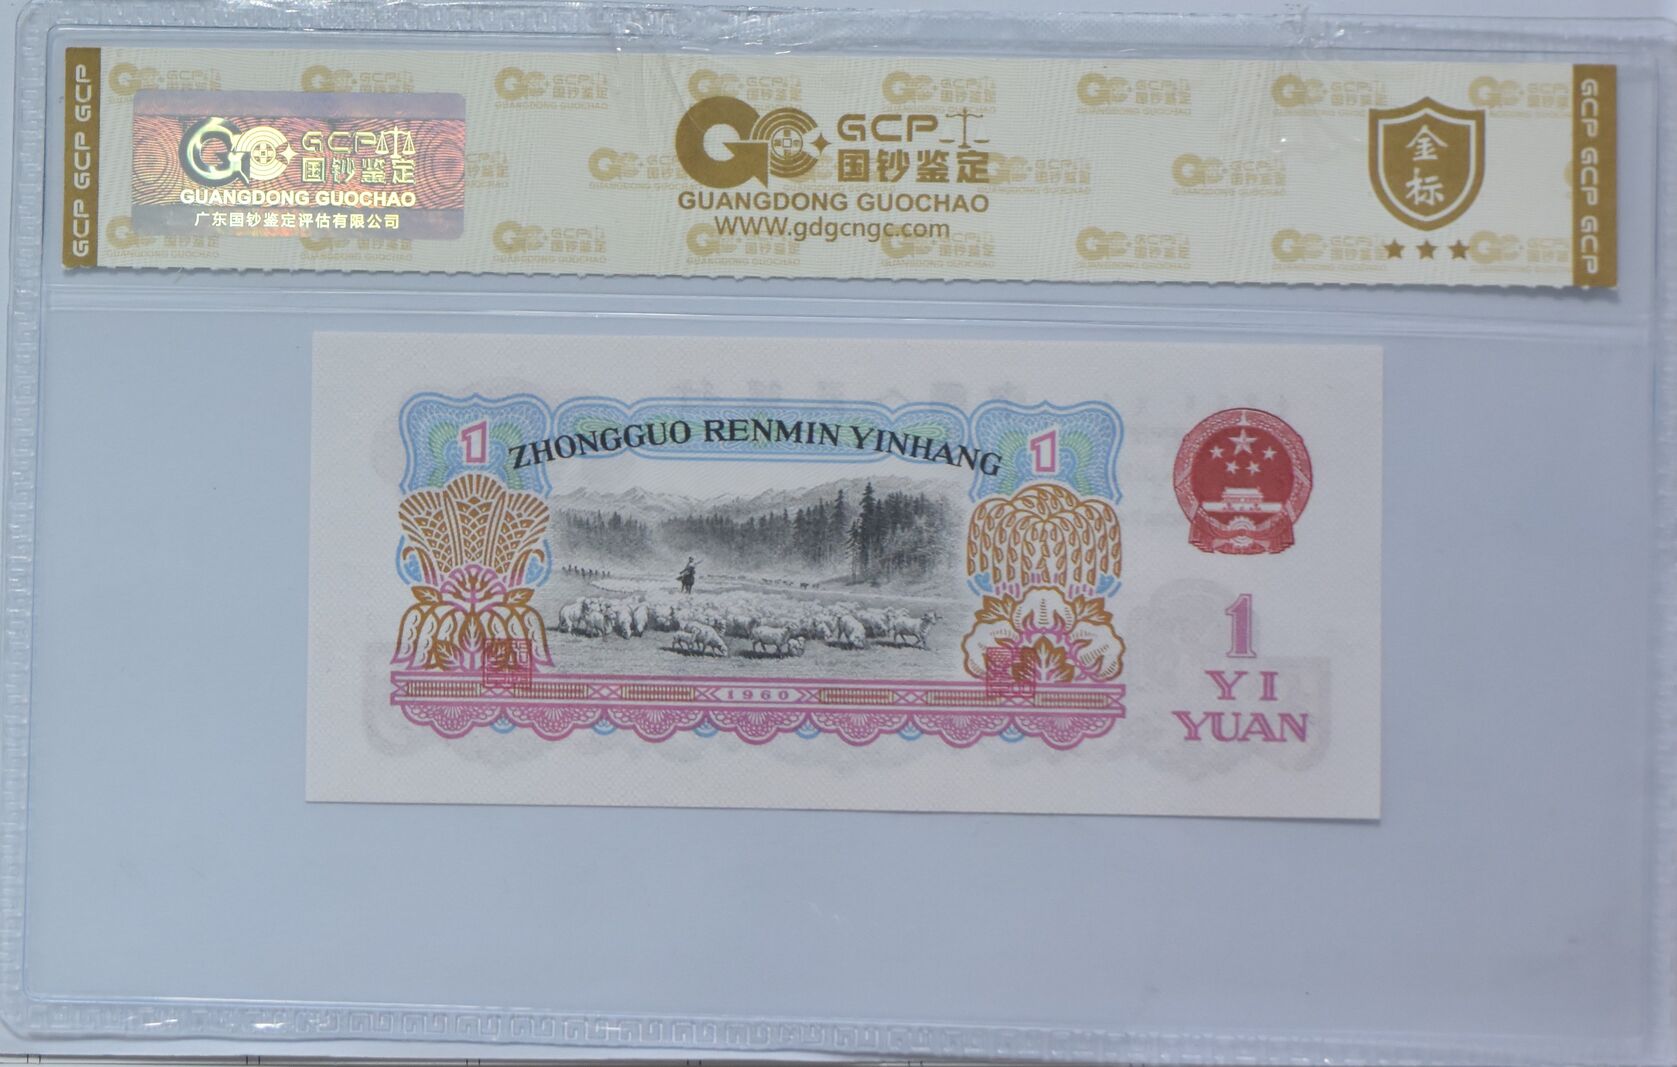 GCP GCP GCP
GCP
国钞鉴定
GUANGDONG GUOCHAO
广东国钞鉴定评估有限公司
GCP
国钞鉴定
GUANGDONG GUOCHAO
WWW.gdgcngc.com
金标
GCP GCP GCP
1
ZHONGGUO RENMIN YINHANG
1
1960
1
YI
YUAN